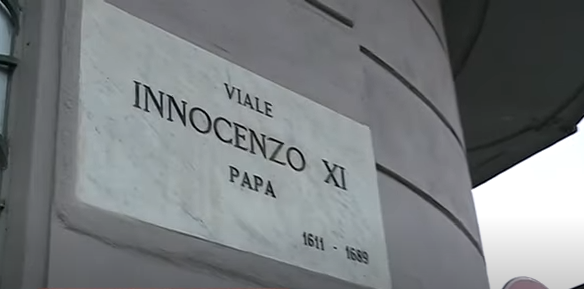 VIALE
INNOCENZO XI
PAPA
1611 - 1689